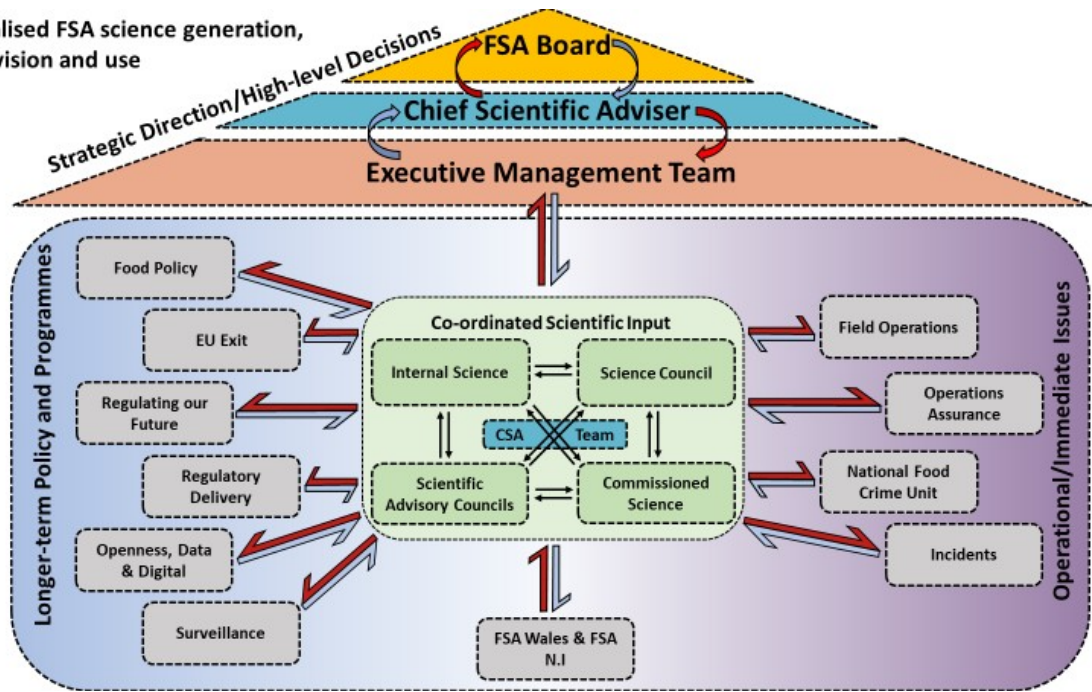 alised FSA science generation,
vision and use
Strategic Direction/High-level Decisions
FSA Board
Chief Scientific Adviser
Executive Management Team
Longer-term Policy and Programmes
Food Policy
EU Exit
Regulating our
Future
Regulatory
Delivery
Openness, Data
& Digital
Surveillance
Co-ordinated Scientific Input
Internal Science
Science Council
CSA Team
Scientific
Advisory Councils
Commissioned
Science
FSA Wales & FSA
N.I
Field Operations
Operations
Assurance
National Food
Crime Unit
Incidents
Operational/Immediate Issues